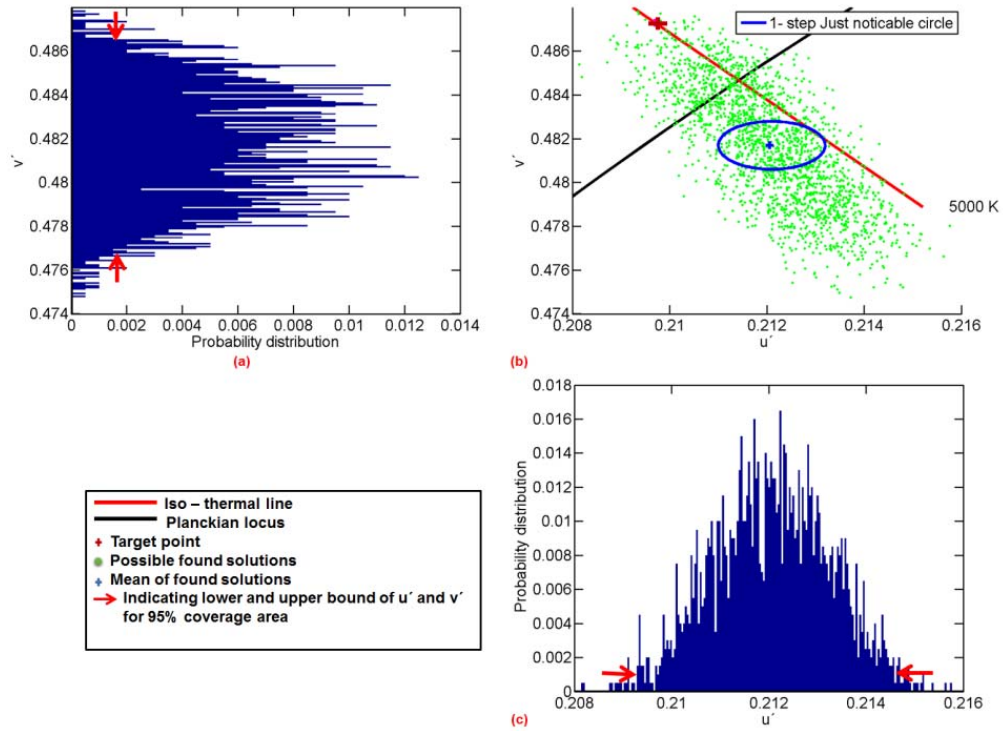 0.486
0.484
0.482
0.48
0.478
0.476
0.474
v´
0
0.002
0.004
0.006
0.008
0.01
0.012
0.014
Probability distribution
(a)
1- step Just noticable circle
0.486
0.484
0.482
0.48
0.478
0.476
0.474
v´
5000 K
0.208
0.21
0.212
0.214
0.216
u´
(b)
Iso – thermal line
Planckian locus
Target point
Possible found solutions
Mean of found solutions
Indicating lower and upper bound of u´ and v´
for 95% coverage area
0.018
0.016
0.014
0.012
0.01
0.008
0.006
0.004
0.002
0
Probability distribution
0.208
0.21
0.212
0.214
0.216
u´
(c)